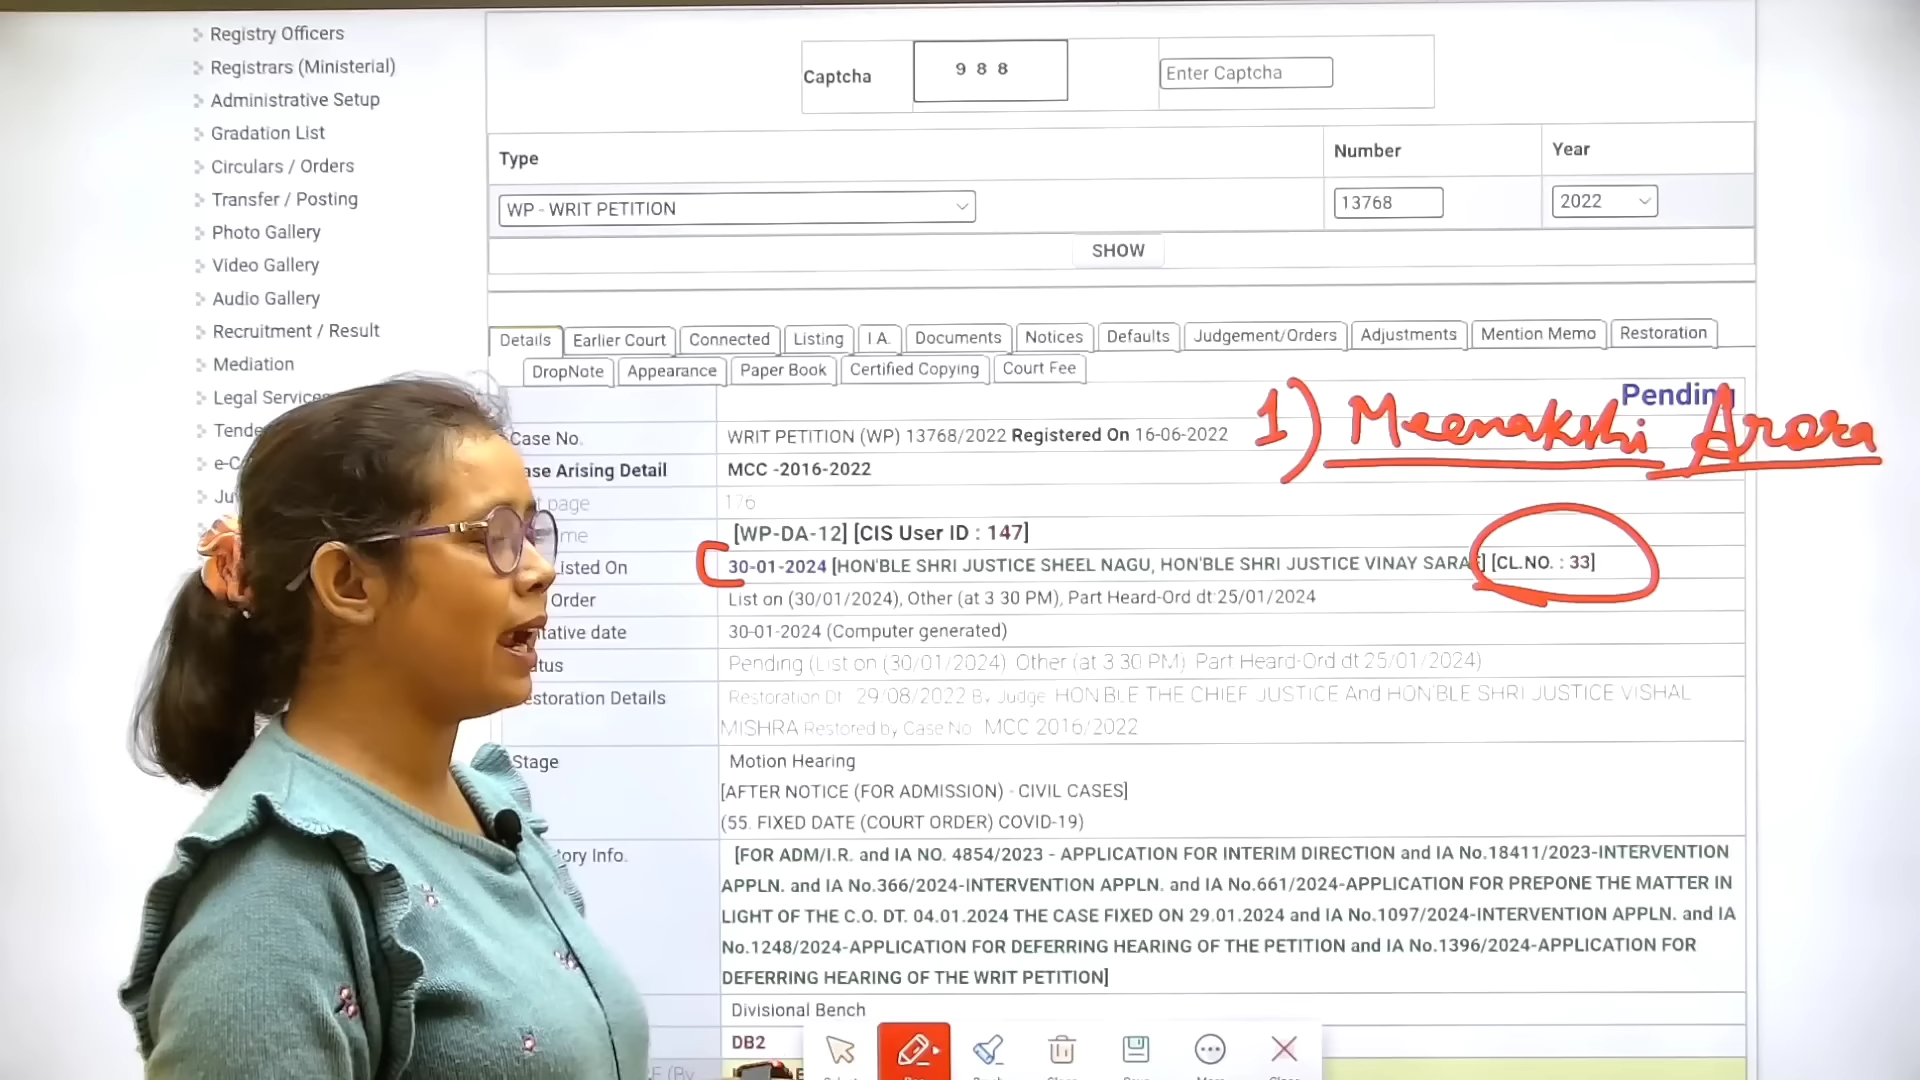 Registry Officers
Registrars (Ministerial)
Administrative Setup
Gradation List
Circulars / Orders
Transfer / Posting
Photo Gallery
Video Gallery
Audio Gallery
Recruitment / Result
Mediation
Legal Services
Tende
e-C
Ju
Captcha 9 8 8 Enter Captcha
Type Number Year
WP - WRIT PETITION 13768 2022
SHOW
Details Earlier Court Connected Listing I A. Documents Notices Defaults Judgement/Orders Adjustments Mention Memo Restoration
DropNote Appearance Paper Book Certified Copying Court Fee
Pending
1) Meenakshi Arora
Case No. WRIT PETITION (WP) 13768/2022 Registered On 16-06-2022
ase Arising Detail MCC -2016-2022
page 176
me [WP-DA-12] [CIS User ID : 147]
isted On 30-01-2024 [HON'BLE SHRI JUSTICE SHEEL NAGU, HON'BLE SHRI JUSTICE VINAY SARAF] [CL.NO. : 33]
Order List on (30/01/2024), Other (at 3 30 PM), Part Heard-Ord dt:25/01/2024
tative date 30-01-2024 (Computer generated)
atus Pending (List on (30/01/2024) Other (at 3 30 PM) Part Heard-Ord dt 25/01/2024)
estoration Details Restoration Dt 29/08/2022 By Judge HON BLE THE CHIEF JUSTICE And HON'BLE SHRI JUSTICE VISHAL
MISHRA Restored by Case No MCC 2016/2022
Stage Motion Hearing
[AFTER NOTICE (FOR ADMISSION) - CIVIL CASES]
(55. FIXED DATE (COURT ORDER) COVID-19)
ory Info. [FOR ADM/I.R. and IA NO. 4854/2023 - APPLICATION FOR INTERIM DIRECTION and IA No.18411/2023-INTERVENTION
APPLN. and IA No.366/2024-INTERVENTION APPLN. and IA No.661/2024-APPLICATION FOR PREPONE THE MATTER IN
LIGHT OF THE C.O. DT. 04.01.2024 THE CASE FIXED ON 29.01.2024 and IA No.1097/2024-INTERVENTION APPLN. and IA
No.1248/2024-APPLICATION FOR DEFERRING HEARING OF THE PETITION and IA No.1396/2024-APPLICATION FOR
DEFERRING HEARING OF THE WRIT PETITION]
Divisional Bench
DB2